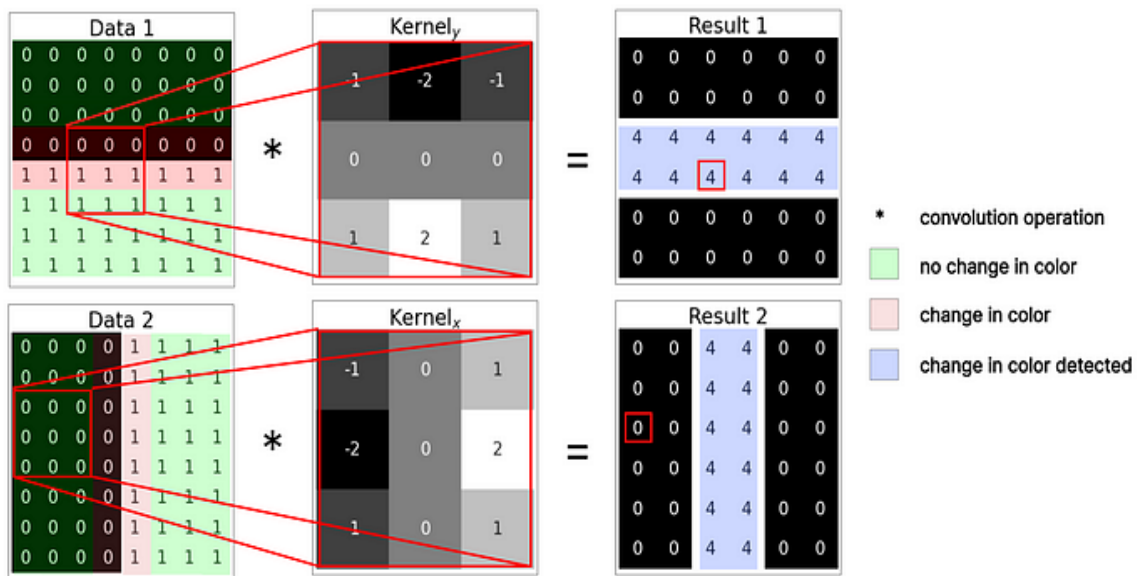 Data 1
0 0 0 0 0 0 0 0
0 0 0 0 0 0 0 0
0 0 0 0 0 0 0 0
0 0 0 0 0 0 0 0
1 1 1 1 1 1 1 1
1 1 1 1 1 1 1 1
1 1 1 1 1 1 1 1
1 1 1 1 1 1 1 1
*
Kernely
-1 -2 -1
0 0 0
1 2 1
=
Result 1
0 0 0 0 0 0
0 0 0 0 0 0
4 4 4 4 4 4
4 4 4 4 4 4
0 0 0 0 0 0
0 0 0 0 0 0
Data 2
0 0 0 0 1 1 1 1
0 0 0 0 1 1 1 1
0 0 0 0 1 1 1 1
0 0 0 0 1 1 1 1
0 0 0 0 1 1 1 1
0 0 0 0 1 1 1 1
0 0 0 0 1 1 1 1
0 0 0 0 1 1 1 1
*
Kernelx
-1 0 1
-2 0 2
-1 0 1
=
Result 2
0 0 4 4 0 0
0 0 4 4 0 0
0 0 4 4 0 0
0 0 4 4 0 0
0 0 4 4 0 0
0 0 4 4 0 0
* convolution operation
no change in color
change in color
change in color detected